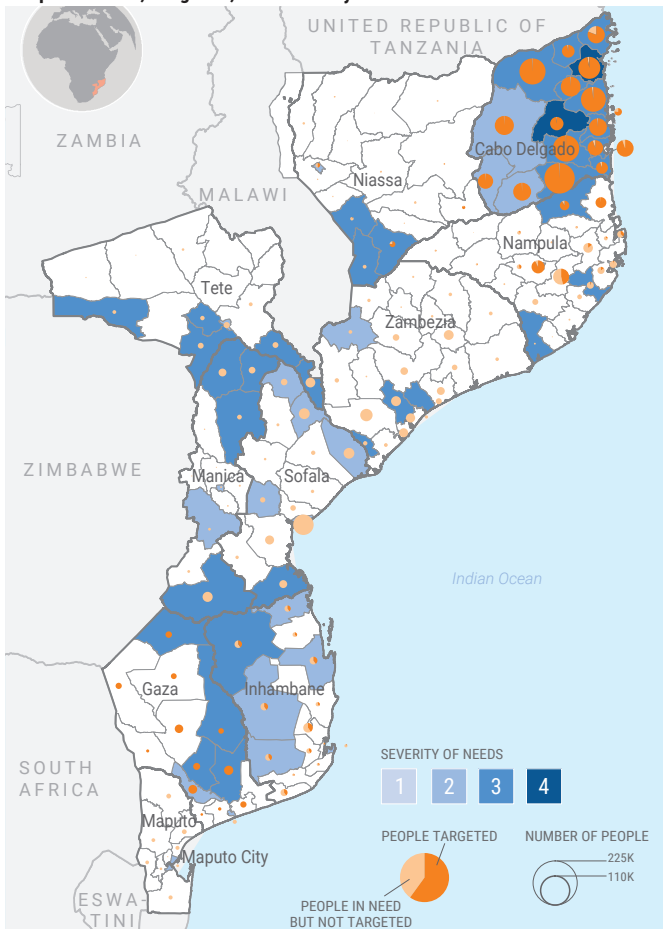 UNITED REPUBLIC OF
TANZANIA
ZAMBIA
Cabo Delgado
Niassa
MALAWI
Nampula
Tete
Zambezia
ZIMBABWE
Manica
Sofala
Indian Ocean
Gaza
Inhambane
SEVERITY OF NEEDS
1 2 3 4
SOUTH
AFRICA
Maputo
PEOPLE TARGETED
NUMBER OF PEOPLE
225K
110K
Maputo City
ESWA-
TINI
PEOPLE IN NEED
BUT NOT TARGETED